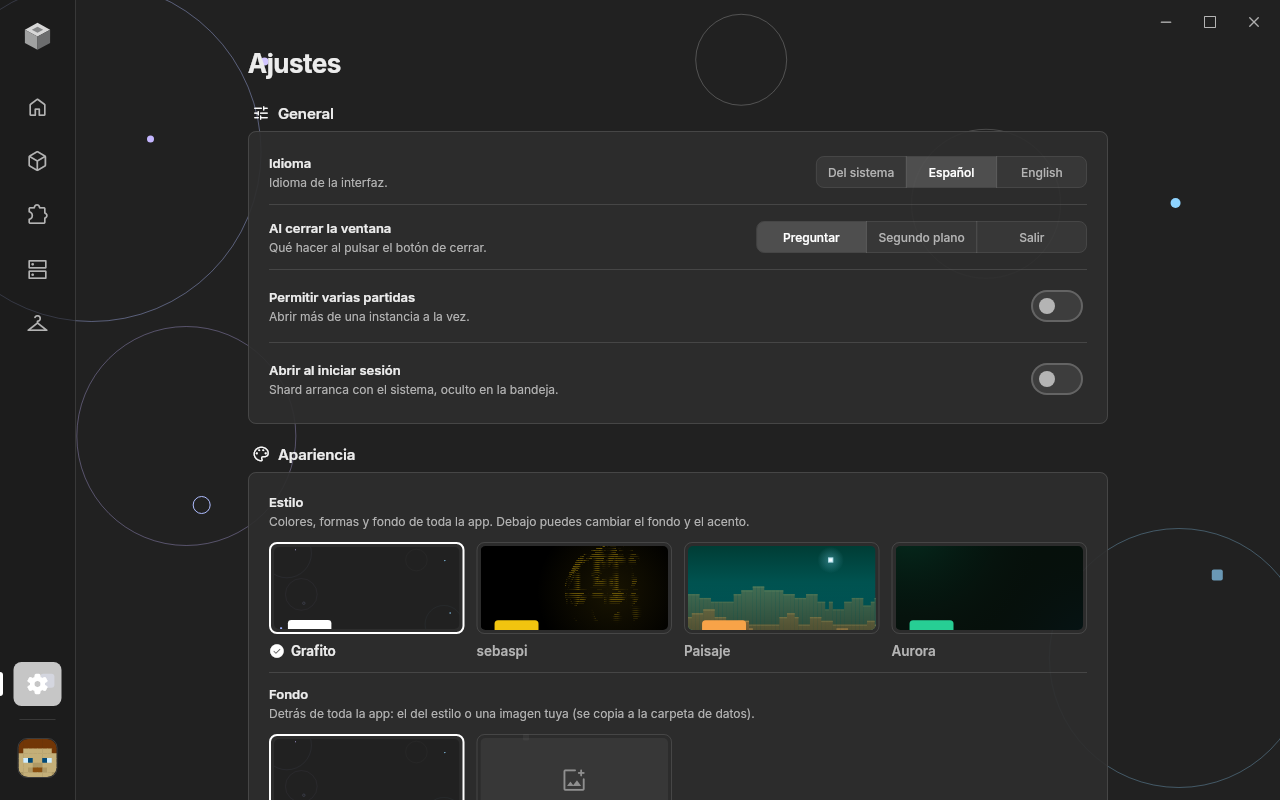 Ajustes
General
Idioma
Idioma de la interfaz.
Del sistema
Español
English
Al cerrar la ventana
Qué hacer al pulsar el botón de cerrar.
Preguntar
Segundo plano
Salir
Permitir varias partidas
Abrir más de una instancia a la vez.
Abrir al iniciar sesión
Shard arranca con el sistema, oculto en la bandeja.
Apariencia
Estilo
Colores, formas y fondo de toda la app. Debajo puedes cambiar el fondo y el acento.
Grafito
sebaspi
Paisaje
Aurora
Fondo
Detrás de toda la app: el del estilo o una imagen tuya (se copia a la carpeta de datos).